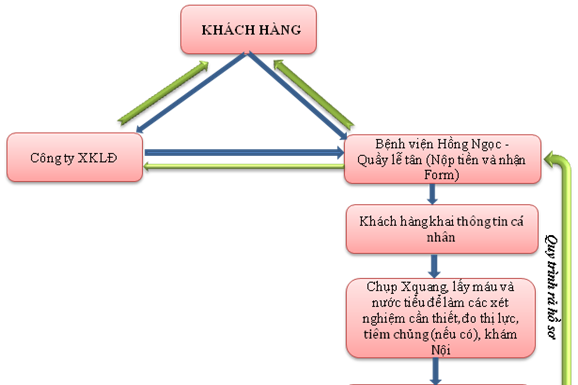 KHÁCH HÀNG
Công ty XKLĐ
Bệnh viện Hồng Ngọc -
Quầy lễ tân (Nộp tiền và nhận
Form)
Khách hàng khai thông tin cá
nhân
Chụp Xquang, lấy máu và
nước tiểu để làm các xét
nghiệm cần thiết, đo thị lực,
tiêm chủng (nếu có), khám
Nội
Quy trình rà hồ sơ